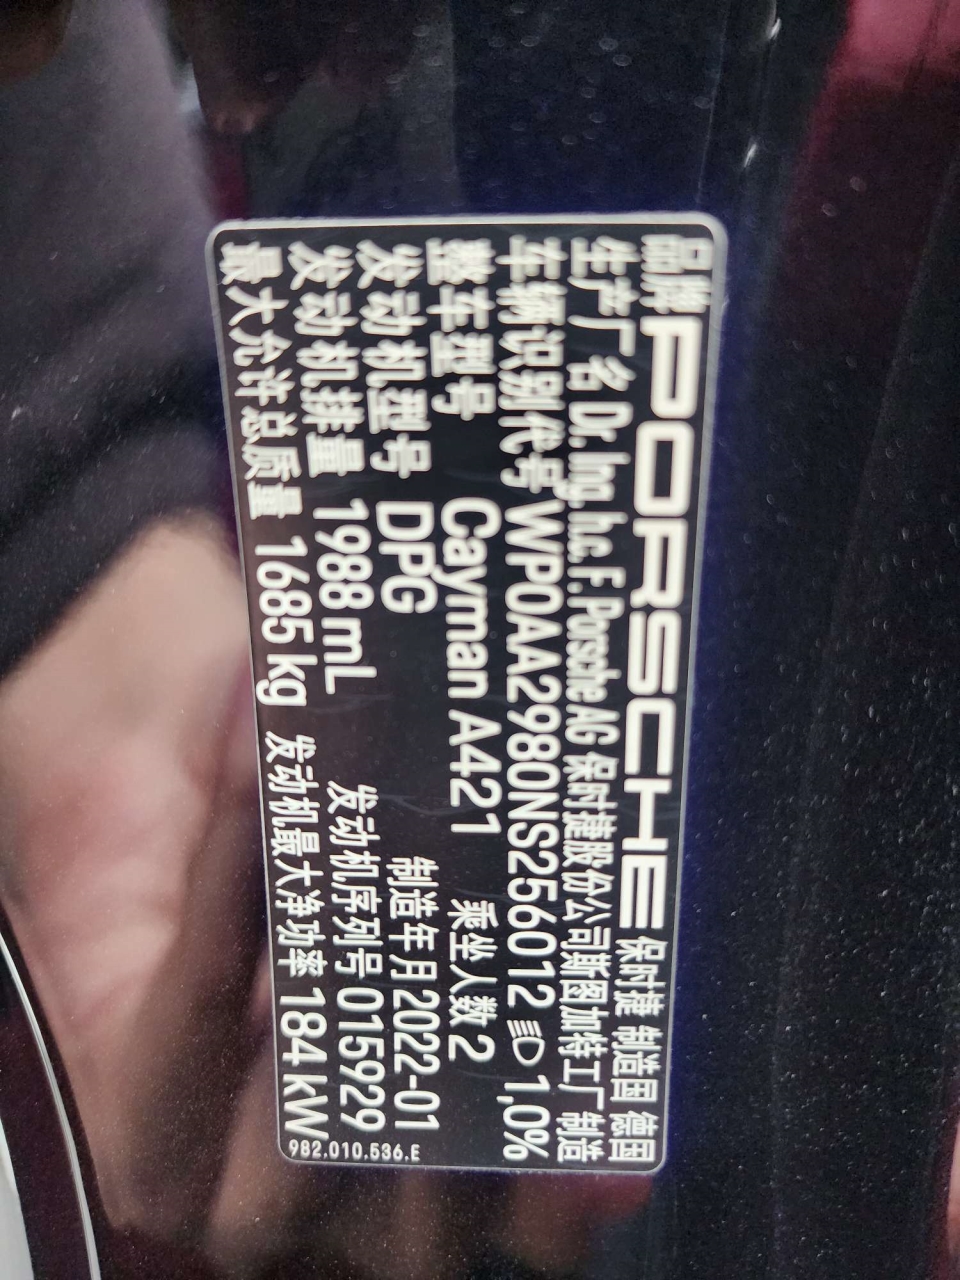 品牌 PORSCHE 保时捷 制造国 德国
生产厂名 Dr. Ing. h.c. F. Porsche AG 保时捷股份公司斯图加特工厂制造
车辆识别代号 WP0AA2980NS256012 1,0%
整车型号 Cayman A421 乘坐人数 2
发动机型号 DPG 制造年月 2022-01
发动机排量 1988 mL 发动机序列号 015929
最大允许总质量 1685 kg 发动机最大净功率 184 kW
982.010.536.E